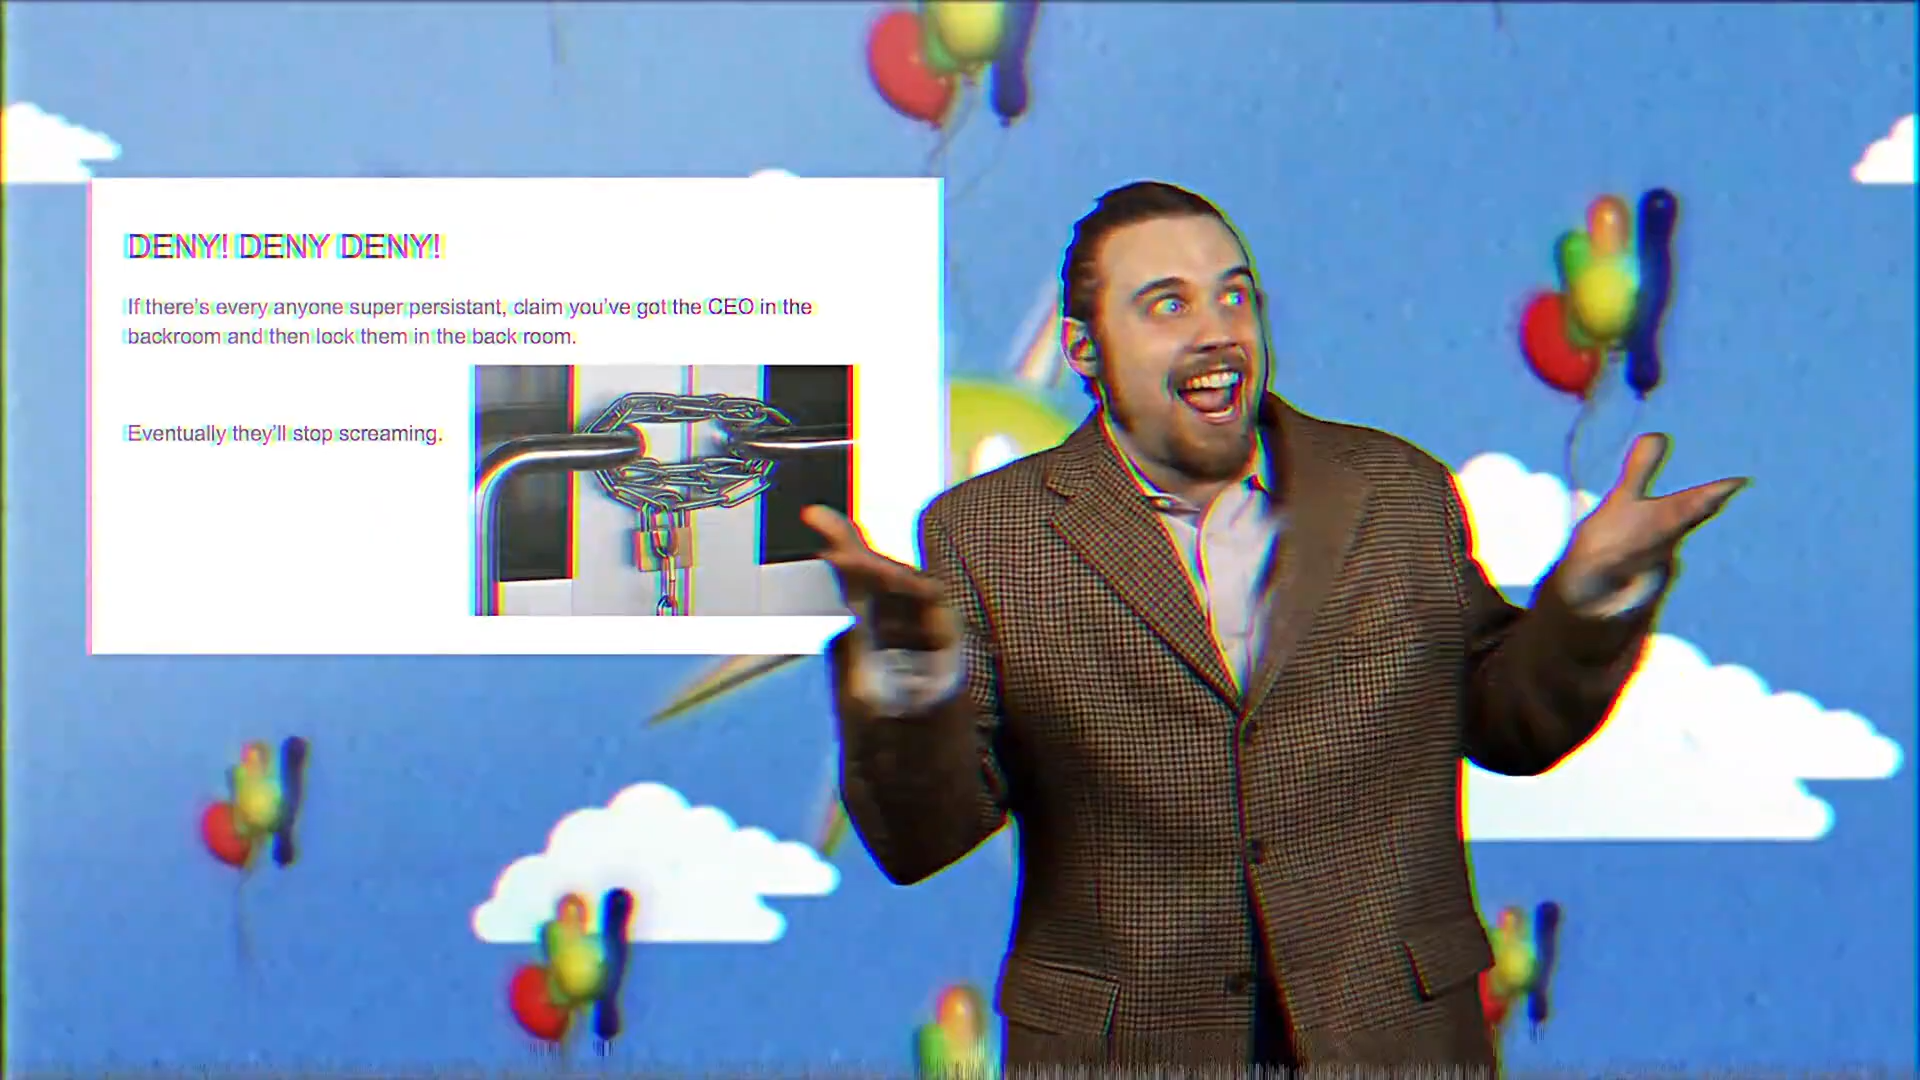 DENY! DENY DENY!
If there's every anyone super persistant, claim you've got the CEO in the
backroom and then lock them in the back room.
Eventually they'll stop screaming.